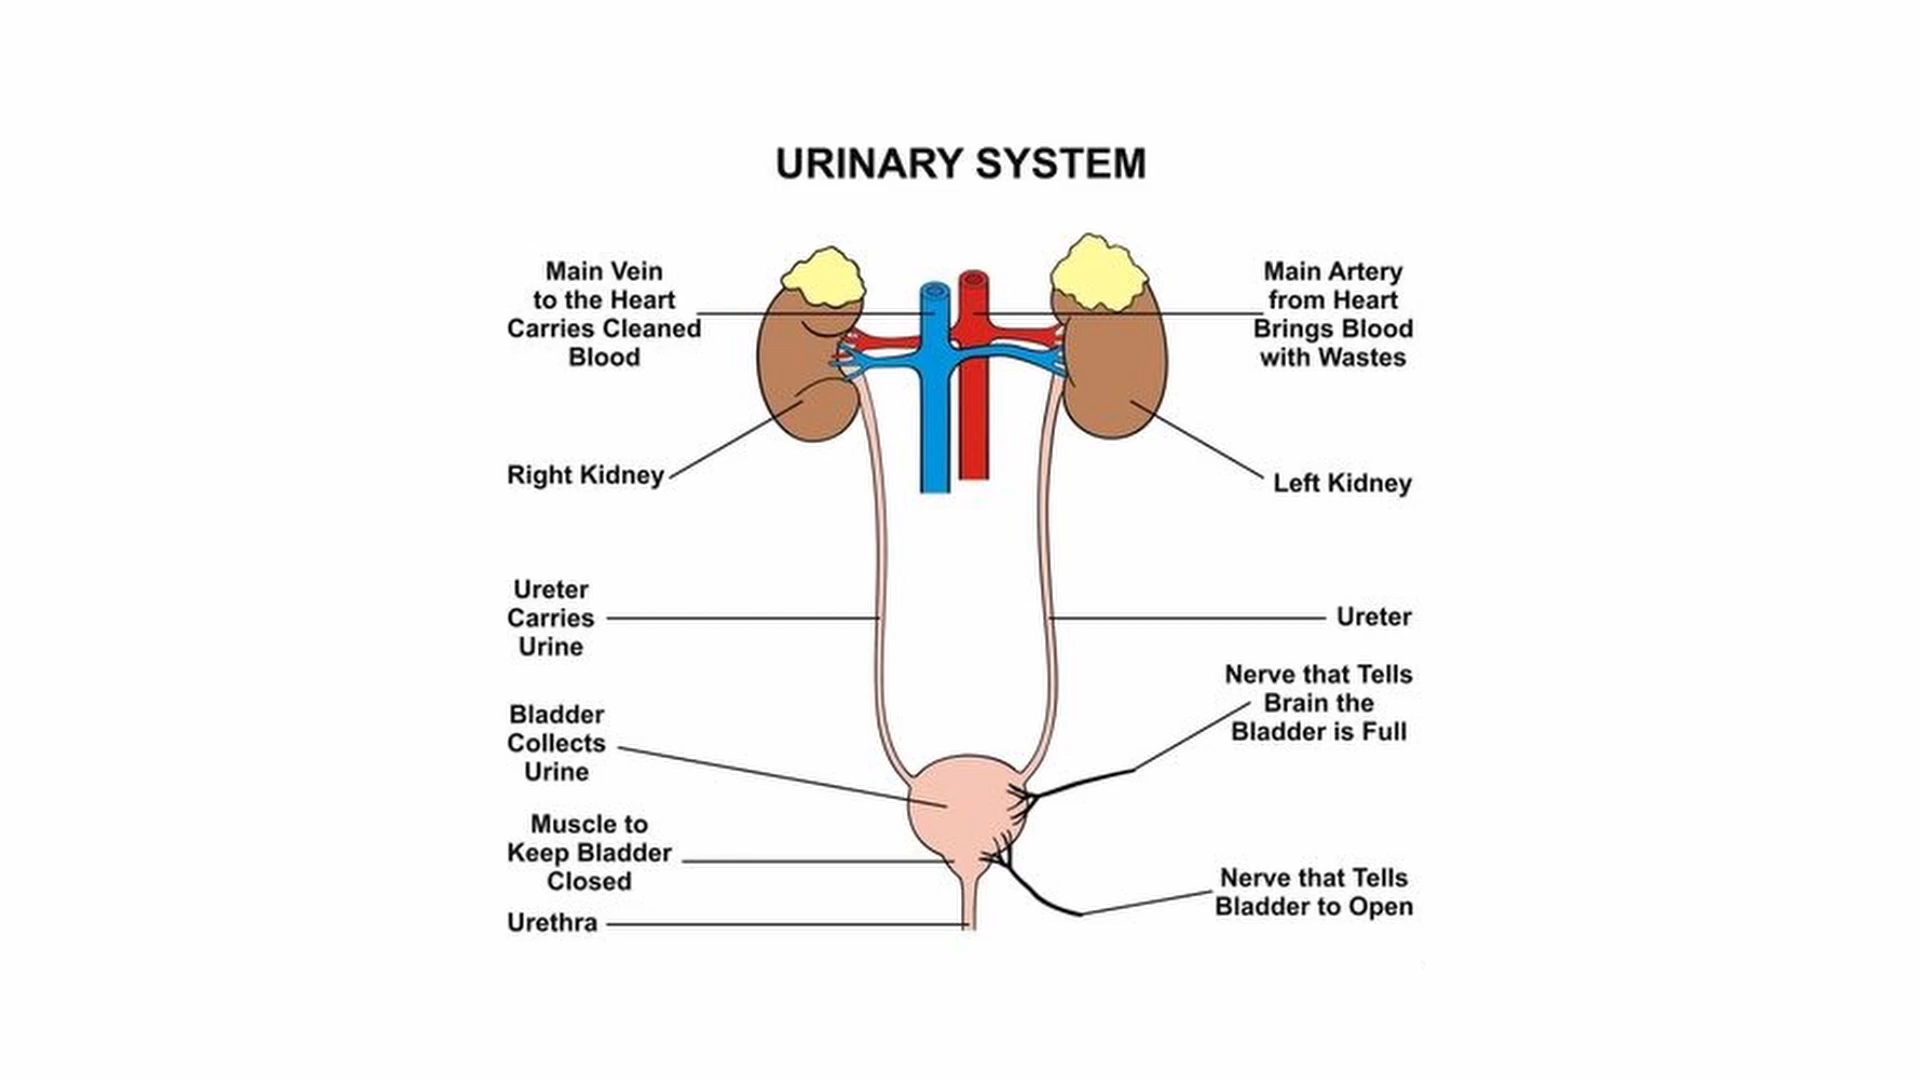 URINARY SYSTEM
Main Vein
to the Heart
Carries Cleaned
Blood
Main Artery
from Heart
Brings Blood
with Wastes
Right Kidney
Left Kidney
Ureter
Carries
Urine
Ureter
Nerve that Tells
Brain the
Bladder is Full
Bladder
Collects
Urine
Muscle to
Keep Bladder
Closed
Nerve that Tells
Bladder to Open
Urethra